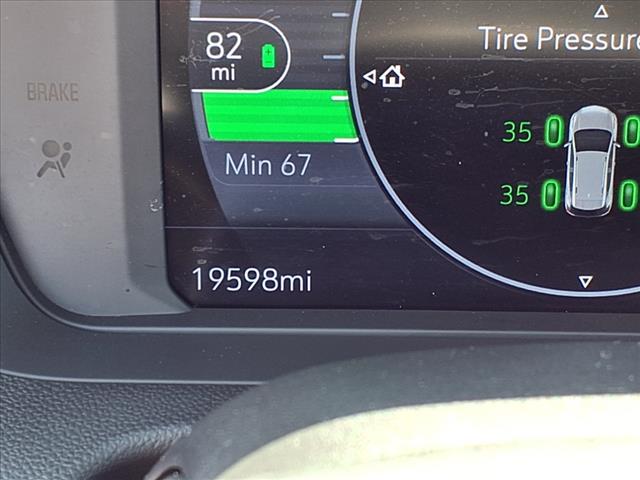 82
mi
Tire Pressure
BRAKE
35
35
Min 67
19598mi